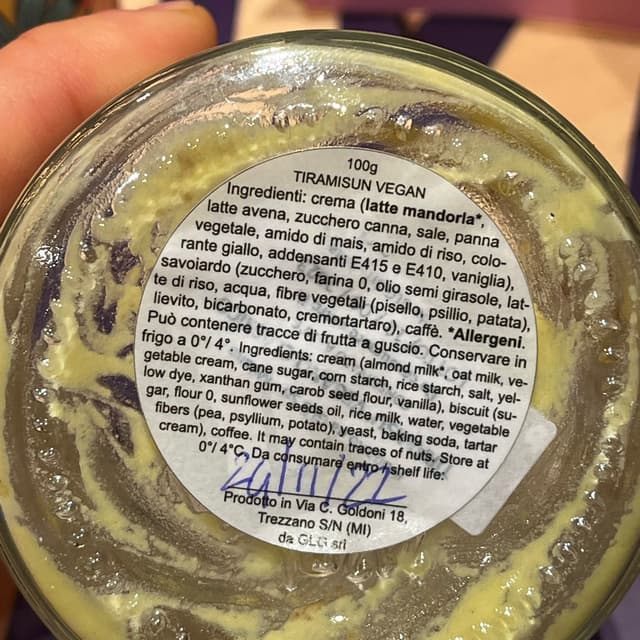 100g
TIRAMISUN VEGAN
Ingredienti: crema (latte mandorla*,
latte avena, zucchero canna, sale, panna
vegetale, amido di mais, amido di riso, colo-
rante giallo, addensanti E415 e E410, vaniglia),
savoiardo (zucchero, farina 0, olio semi girasole, lat-
te di riso, acqua, fibre vegetali (pisello, psillio, patata),
lievito, bicarbonato, cremortartaro), caffè. *Allergeni.
Può contenere tracce di frutta a guscio. Conservare in
frigo a 0°/ 4°. Ingredients: cream (almond milk*, oat milk, ve-
getable cream, cane sugar, corn starch, rice starch, salt, yel-
low dye, xanthan gum, carob seed flour, vanilla), biscuit (su-
gar, flour 0, sunflower seeds oil, rice milk, water, vegetable
fibers (pea, psyllium, potato), yeast, baking soda, tartar
cream), coffee. It may contain traces of nuts. Store at
0°/ 4°C. Da consumare entro / shelf life:
24/11/22
Prodotto in Via C. Goldoni 18,
Trezzano S/N (MI)
da GLG srl